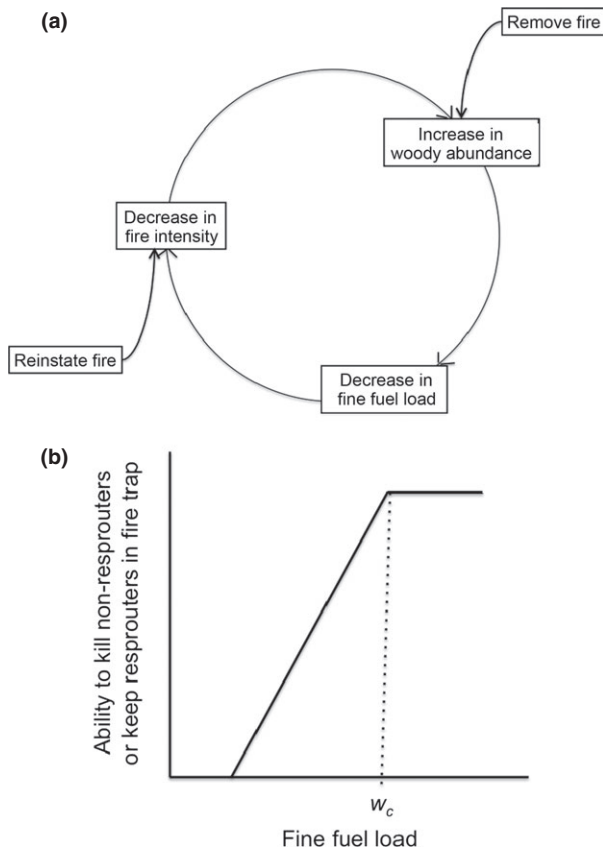 (a)
Remove fire
Increase in
woody abundance
Decrease in
fire intensity
Reinstate fire
Decrease in
fine fuel load
(b)
Ability to kill non-resprouters
or keep resprouters in fire trap
w_c
Fine fuel load